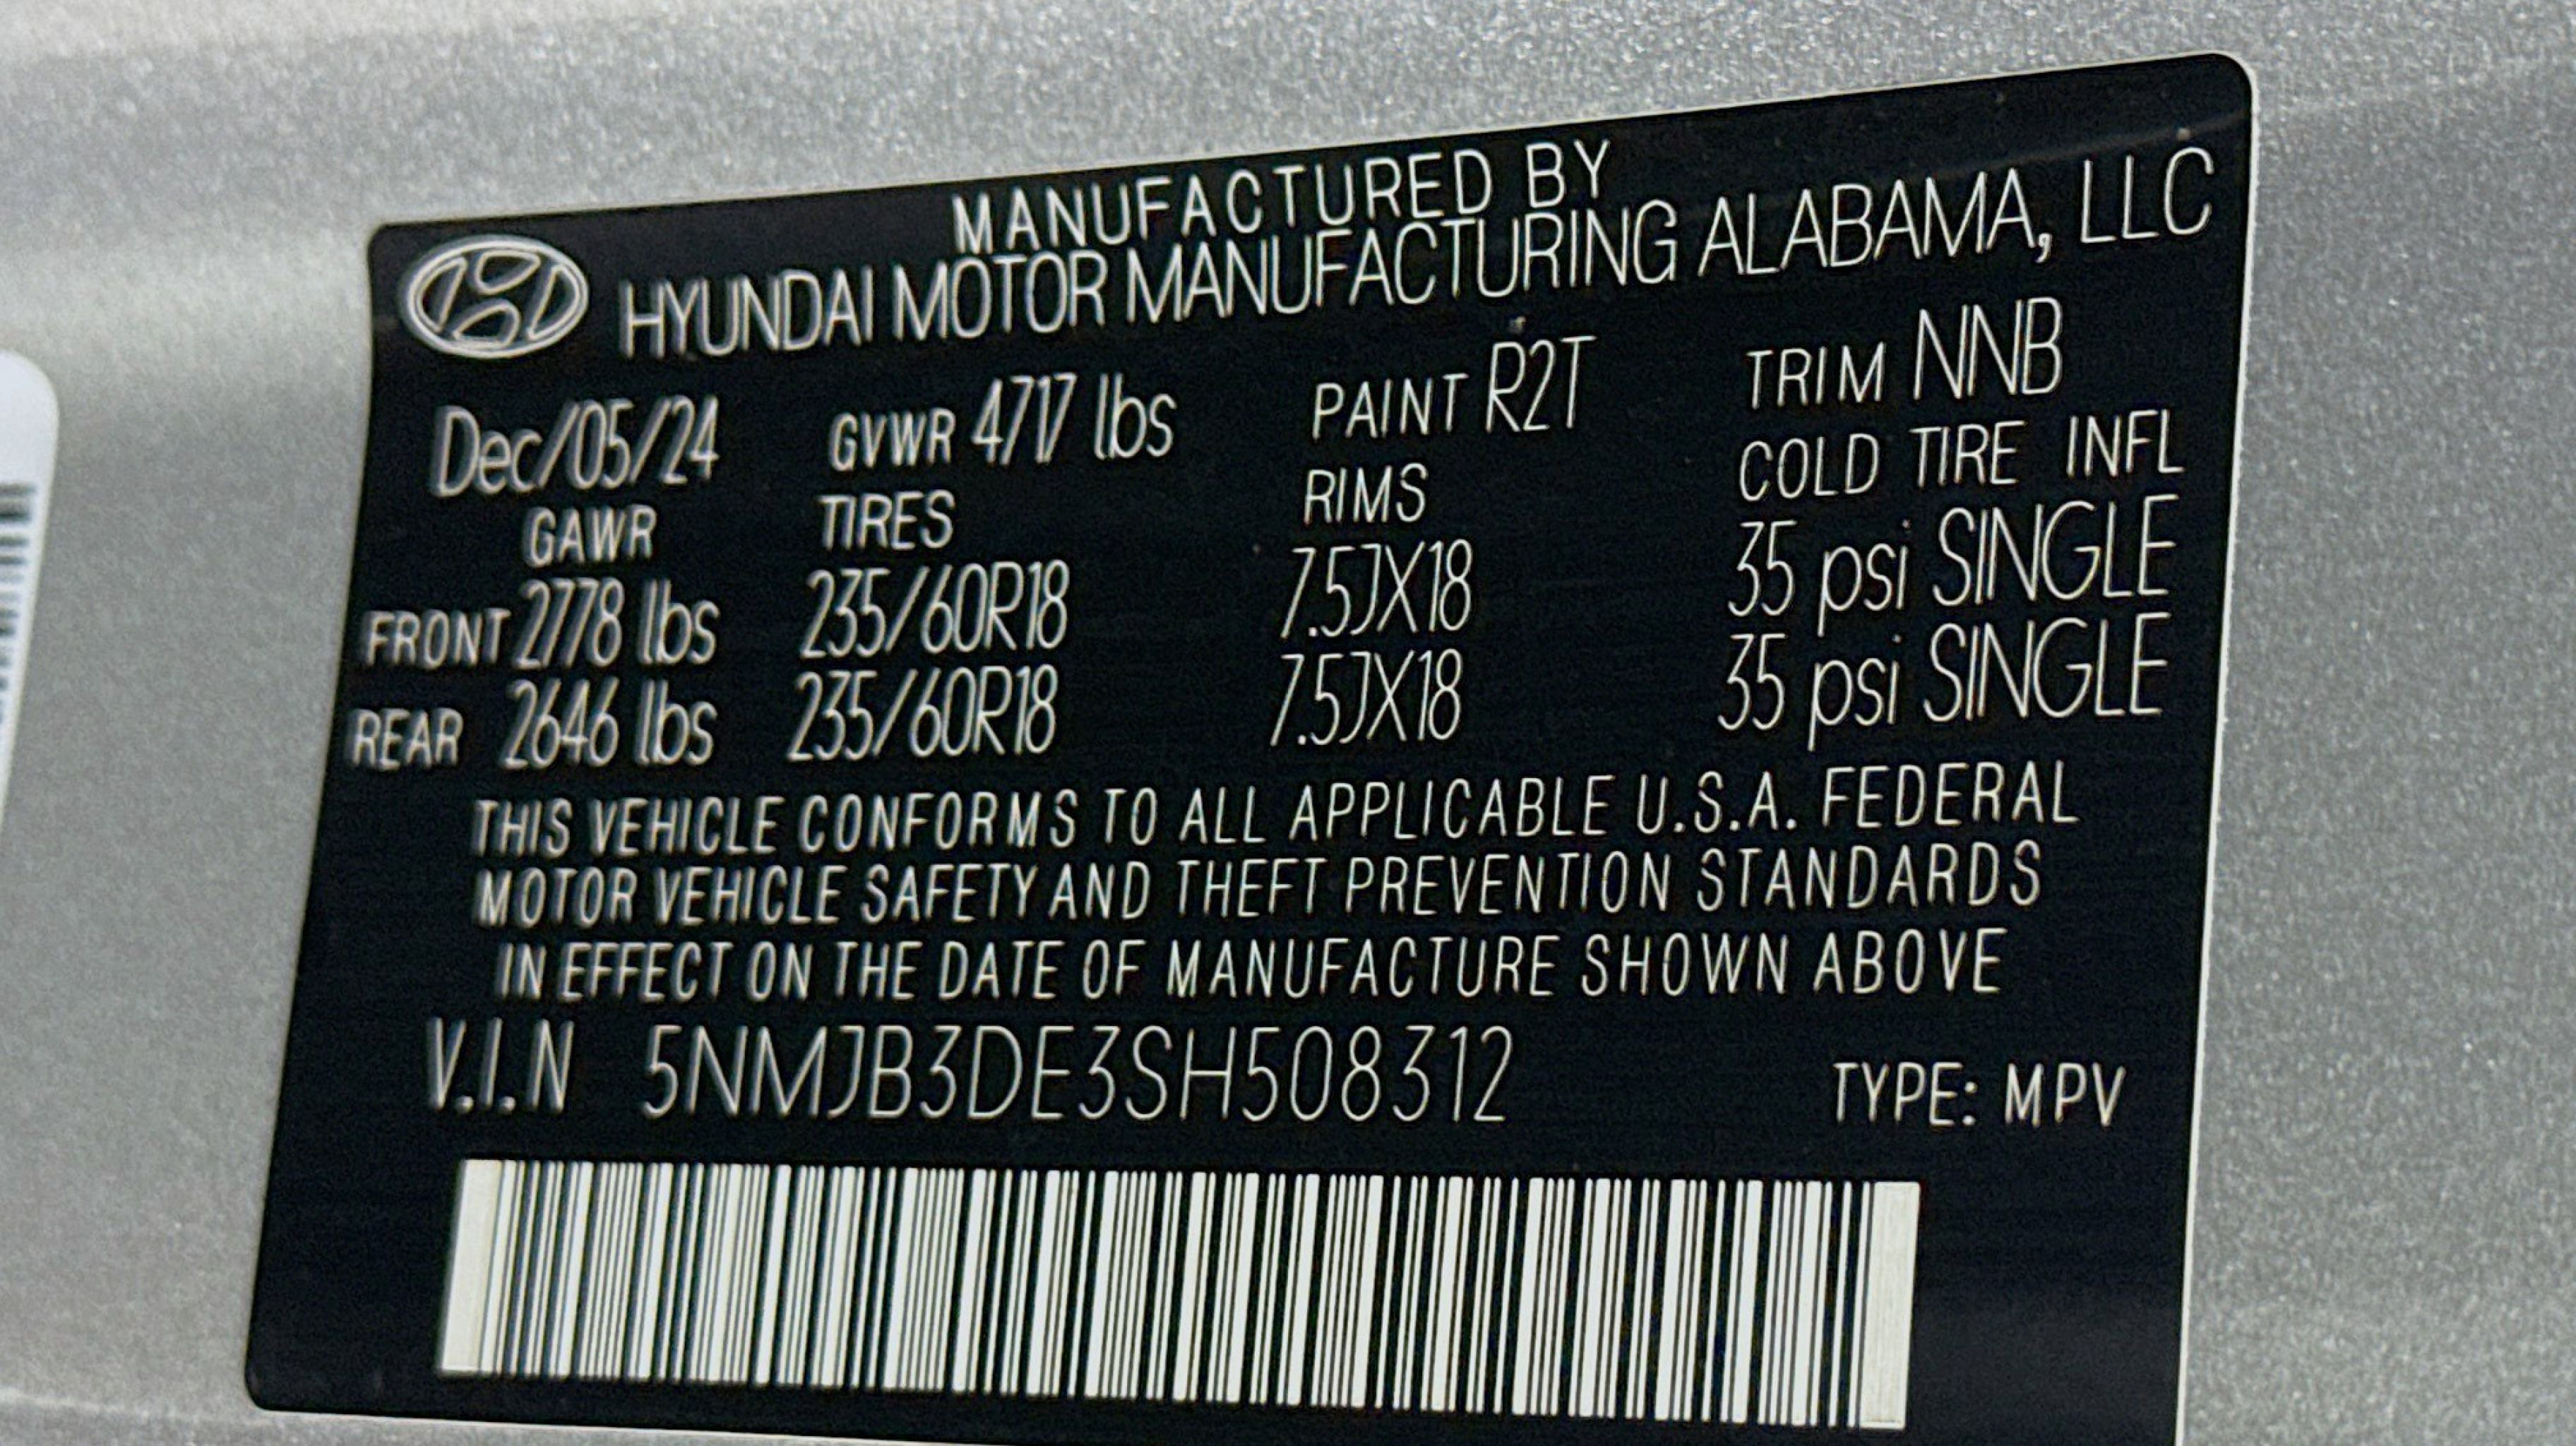 MANUFACTURED BY
HYUNDAI MOTOR MANUFACTURING ALABAMA, LLC
Dec/05/24 GVWR 4717 lbs PAINT R2T TRIM NNB
GAWR TIRES RIMS COLD TIRE INFL
FRONT 2778 lbs 235/60R18 7.5JX18 35 psi SINGLE
REAR 2646 lbs 235/60R18 7.5JX18 35 psi SINGLE
THIS VEHICLE CONFORMS TO ALL APPLICABLE U.S.A. FEDERAL
MOTOR VEHICLE SAFETY AND THEFT PREVENTION STANDARDS
IN EFFECT ON THE DATE OF MANUFACTURE SHOWN ABOVE
V.I.N 5NMJB3DE3SH508312 TYPE: MPV